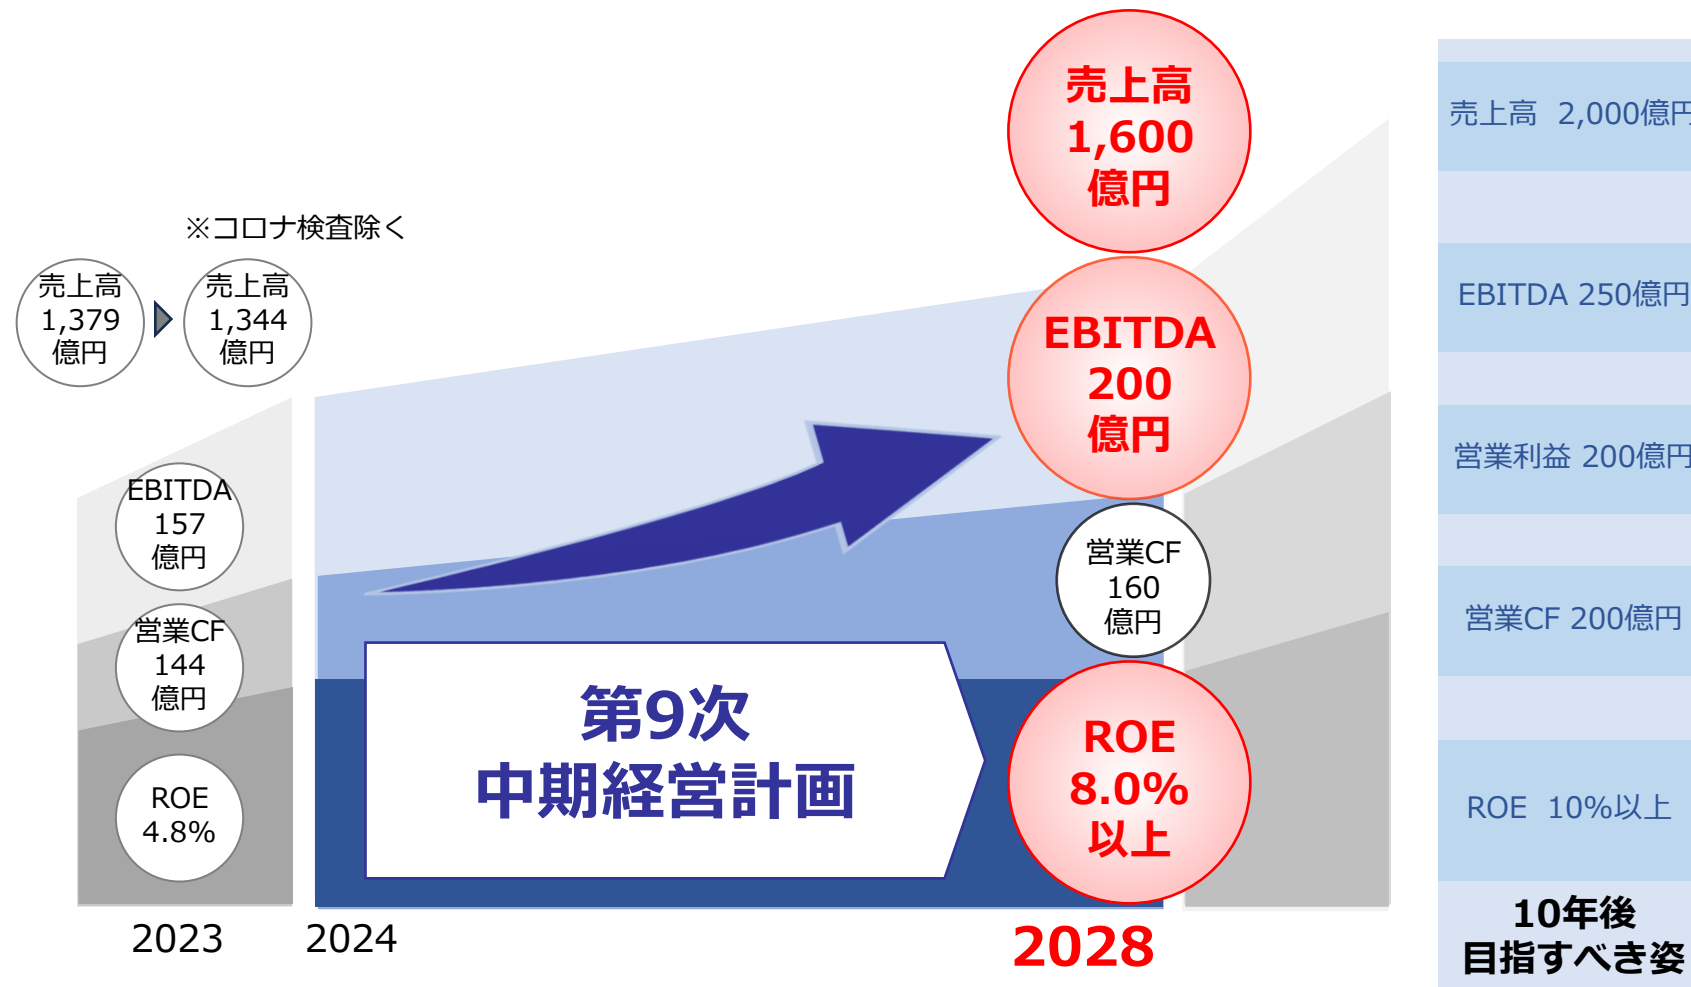 ※コロナ検査除く
売上高
1,379
億円
売上高
1,344
億円
EBITDA
157
億円
営業CF
144
億円
ROE
4.8%
2023
2024
第9次
中期経営計画
売上高
1,600
億円
EBITDA
200
億円
営業CF
160
億円
ROE
8.0%
以上
2028
売上高 2,000億円
EBITDA 250億円
営業利益 200億円
営業CF 200億円
ROE 10%以上
10年後
目指すべき姿